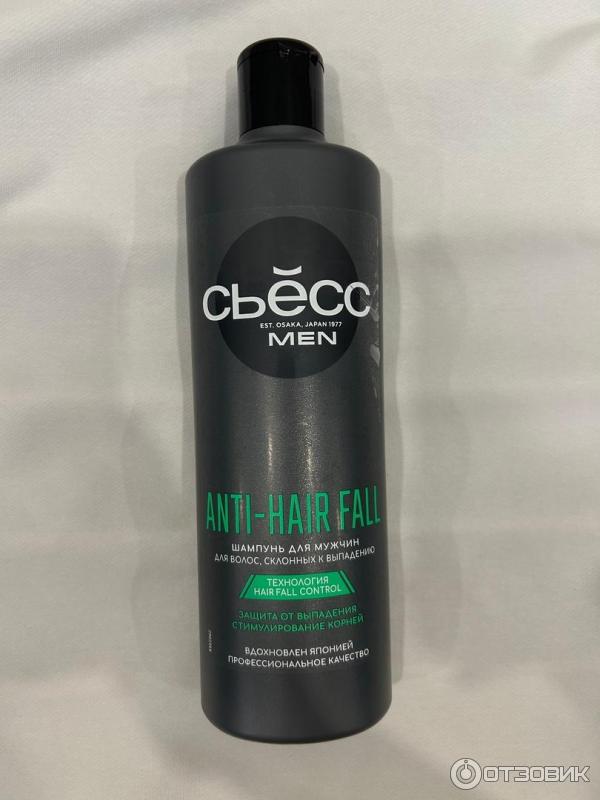 СЬĔСС
EST. OSAKA, JAPAN 1977
MEN
ANTI-HAIR FALL
ШАМПУНЬ ДЛЯ МУЖЧИН
ДЛЯ ВОЛОС, СКЛОННЫХ К ВЫПАДЕНИЮ
ТЕХНОЛОГИЯ
HAIR FALL CONTROL
ЗАЩИТА ОТ ВЫПАДЕНИЯ
СТИМУЛИРОВАНИЕ КОРНЕЙ
ВДОХНОВЛЕН ЯПОНИЕЙ
ПРОФЕССИОНАЛЬНОЕ КАЧЕСТВО
ОТЗОВИК